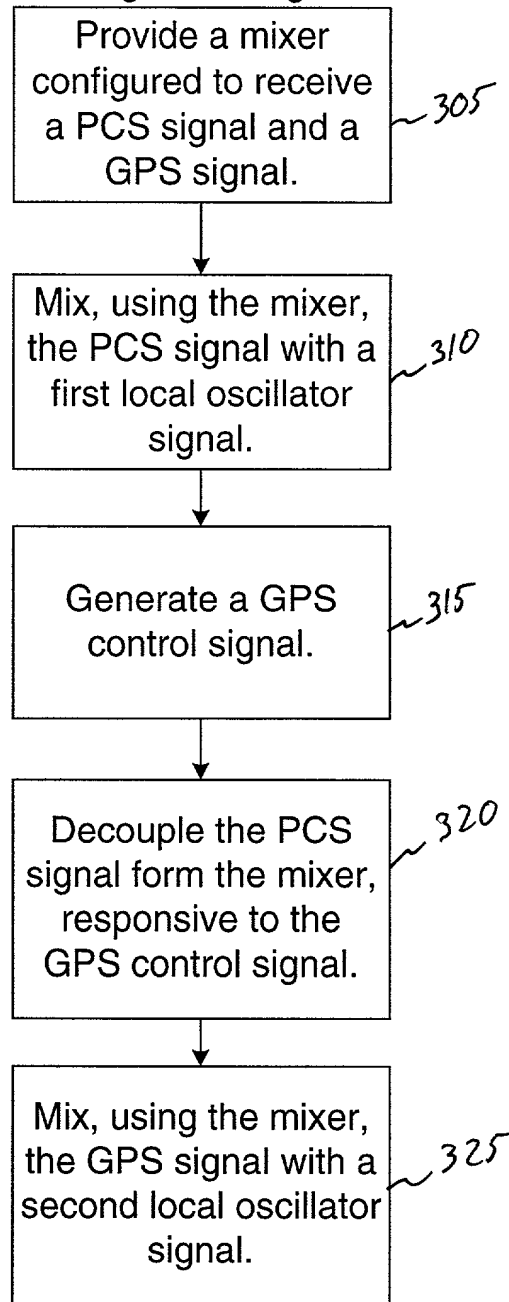 Provide a mixer
configured to receive
a PCS signal and a
GPS signal.
305
Mix, using the mixer,
the PCS signal with a
first local oscillator
signal.
310
Generate a GPS
control signal.
315
Decouple the PCS
signal form the mixer,
responsive to the
GPS control signal.
320
Mix, using the mixer,
the GPS signal with a
second local oscillator
signal.
325